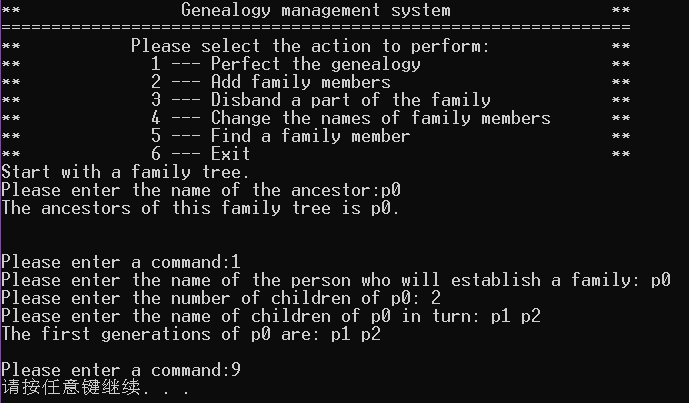 **               Genealogy management system               **
=============================================================
**          Please select the action to perform:           **
**            1 --- Perfect the genealogy                  **
**            2 --- Add family members                     **
**            3 --- Disband a part of the family           **
**            4 --- Change the names of family members     **
**            5 --- Find a family member                   **
**            6 --- Exit                                   **
Start with a family tree.
Please enter the name of the ancestor:p0
The ancestors of this family tree is p0.
Please enter a command:1
Please enter the name of the person who will establish a family: p0
Please enter the number of children of p0: 2
Please enter the name of children of p0 in turn: p1 p2
The first generations of p0 are: p1 p2
Please enter a command:9
请按任意键继续. . .